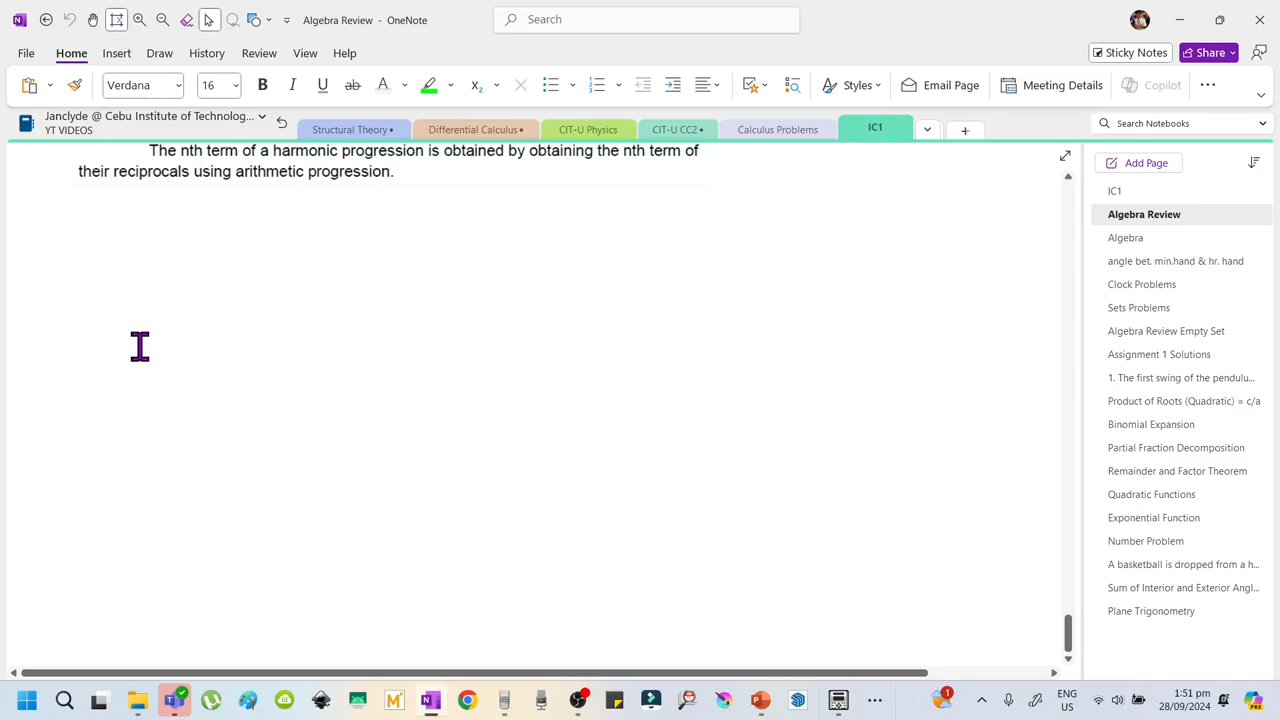 Algebra Review - OneNote
Search
File
Home
Insert
Draw
History
Review
View
Help
Sticky Notes
Share
Verdana
16
Styles
Email Page
Meeting Details
Copilot
Janclyde @ Cebu Institute of Technolog...
YT VIDEOS
Structural Theory
Differential Calculus
CIT-U Physics
CIT-U CC2
Calculus Problems
IC1
Search Notebooks
The nth term of a harmonic progression is obtained by obtaining the nth term of
their reciprocals using arithmetic progression.
Add Page
IC1
Algebra Review
Algebra
angle bet. min.hand & hr. hand
Clock Problems
Sets Problems
Algebra Review Empty Set
Assignment 1 Solutions
1. The first swing of the pendulu...
Product of Roots (Quadratic) = c/a
Binomial Expansion
Partial Fraction Decomposition
Remainder and Factor Theorem
Quadratic Functions
Exponential Function
Number Problem
A basketball is dropped from a h...
Sum of Interior and Exterior Angl...
Plane Trigonometry
1
ENG
US
1:51 pm
28/09/2024